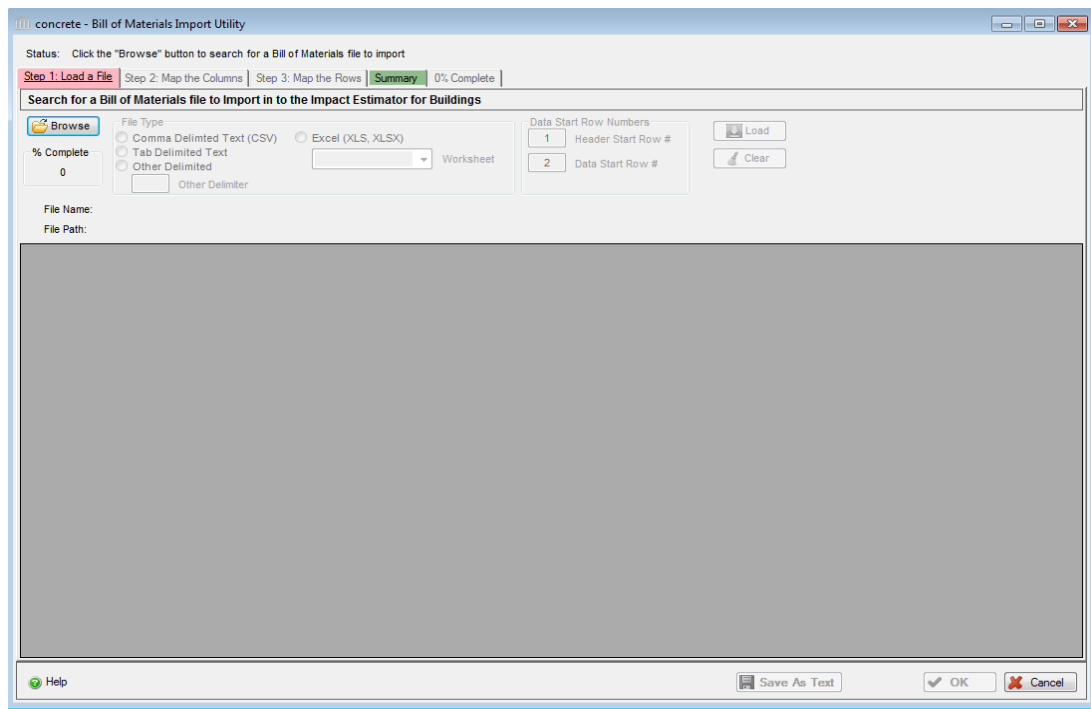 concrete - Bill of Materials Import Utility
Status: Click the "Browse" button to search for a Bill of Materials file to import
Step 1: Load a File Step 2: Map the Columns Step 3: Map the Rows Summary 0% Complete
Search for a Bill of Materials file to Import in to the Impact Estimator for Buildings
Browse
% Complete
0
File Type
Comma Delimted Text (CSV)
Tab Delimited Text
Other Delimited
Other Delimiter
Excel (XLS, XLSX)
Worksheet
Data Start Row Numbers
1 Header Start Row #
2 Data Start Row #
Load
Clear
File Name:
File Path:
Help
Save As Text
OK
Cancel